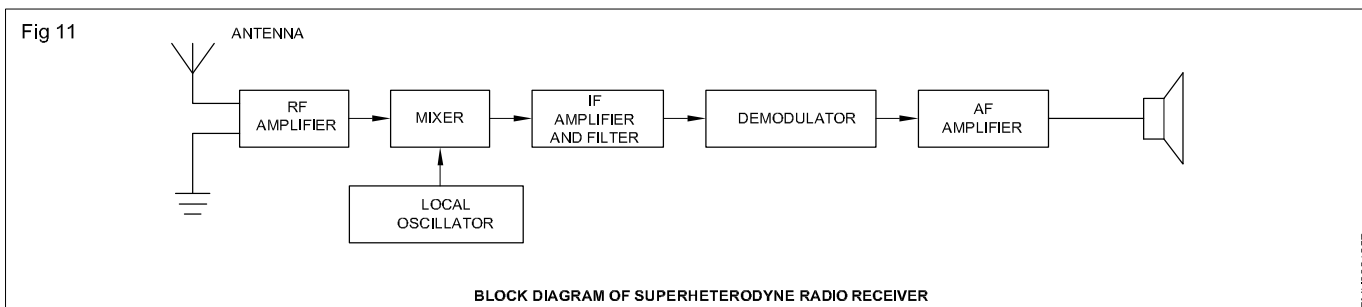 Fig 11
ANTENNA
RF
AMPLIFIER
MIXER
IF
AMPLIFIER
AND FILTER
DEMODULATOR
AF
AMPLIFIER
LOCAL
OSCILLATOR
BLOCK DIAGRAM OF SUPERHETERODYNE RADIO RECEIVER